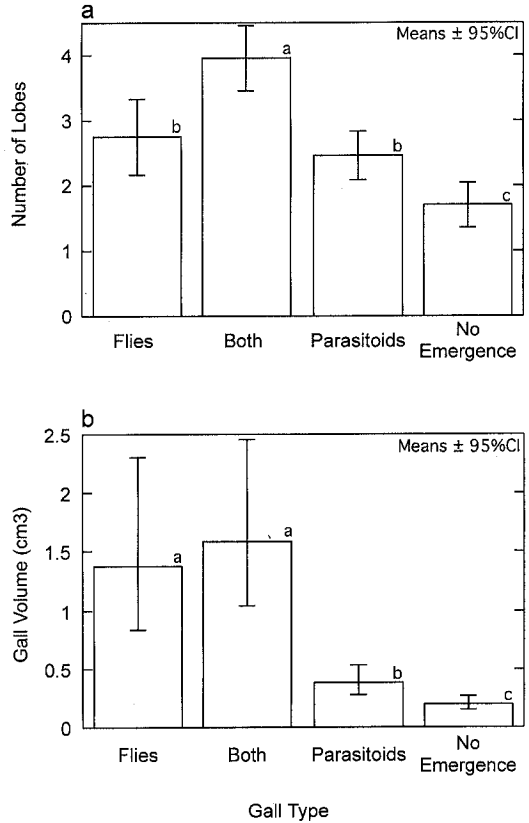 a
Means ± 95%CI
4
3
2
1
0
Number of Lobes
a
b
b
c
Flies Both Parasitoids No
Emergence
b
Means ± 95%CI
2.5
2
1.5
1
0.5
0
Gall Volume (cm3)
a
a
b
c
Flies Both Parasitoids No
Emergence
Gall Type